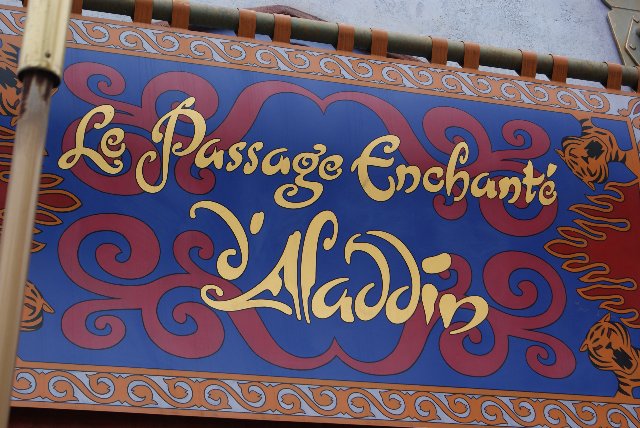 Le Passage Enchanté
d'Aladdin